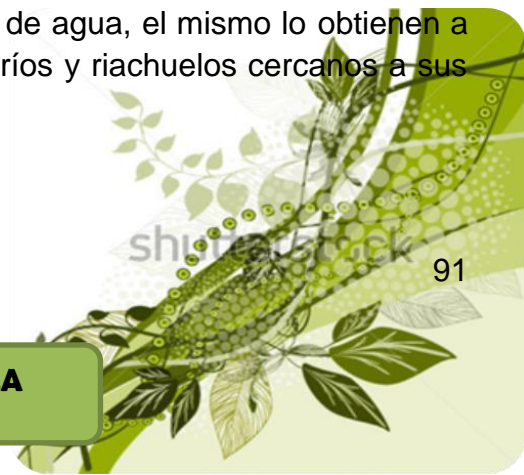 de agua, el mismo lo obtienen a
ríos y riachuelos cercanos a sus
shutterstock
91
A